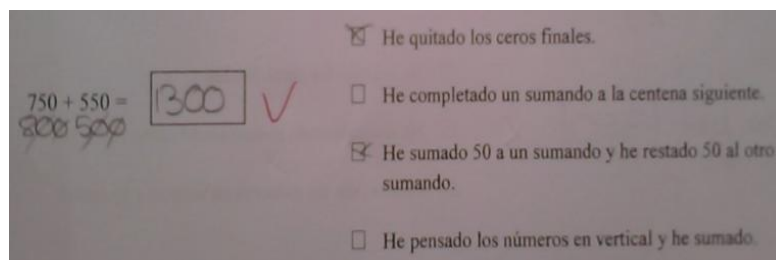 He quitado los ceros finales.
750 + 550 = 1300
800 500
He completado un sumando a la centena siguiente.
He sumado 50 a un sumando y he restado 50 al otro
sumando.
He pensado los números en vertical y he sumado.